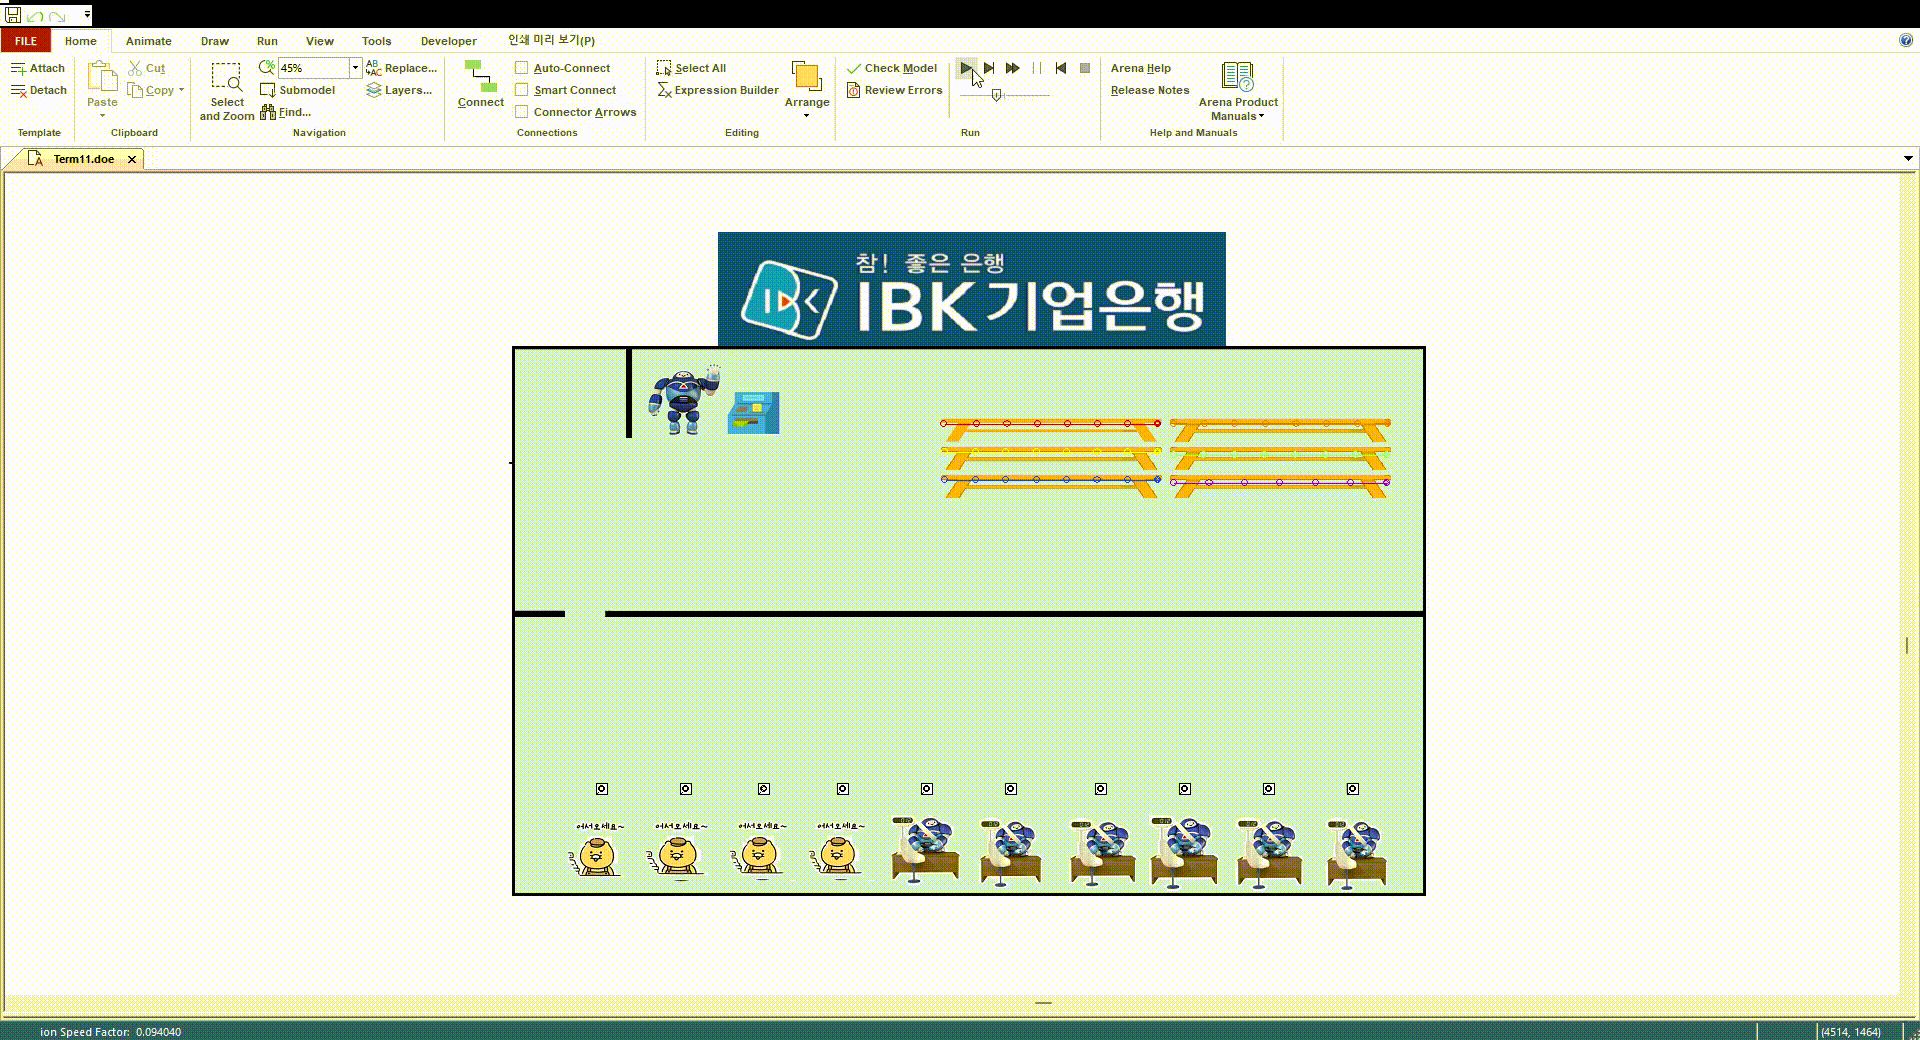 FILE Home Animate Draw Run View Tools Developer 인쇄 미리 보기(P)
Attach
Detach
Template
Paste
Cut
Copy
Clipboard
Select and Zoom
45%
Submodel
Find...
Replace...
Layers...
Navigation
Connect
Auto-Connect
Smart Connect
Connector Arrows
Connections
Select All
Expression Builder
Arrange
Editing
Check Model
Review Errors
Run
Arena Help
Release Notes
Arena Product Manuals
Help and Manuals
Term11.doe
참! 좋은 은행
IBK 기업은행
어서오세요~ 어서오세요~ 어서오세요~ 어서오세요~
ion Speed Factor: 0.094040
(4514, 1464)